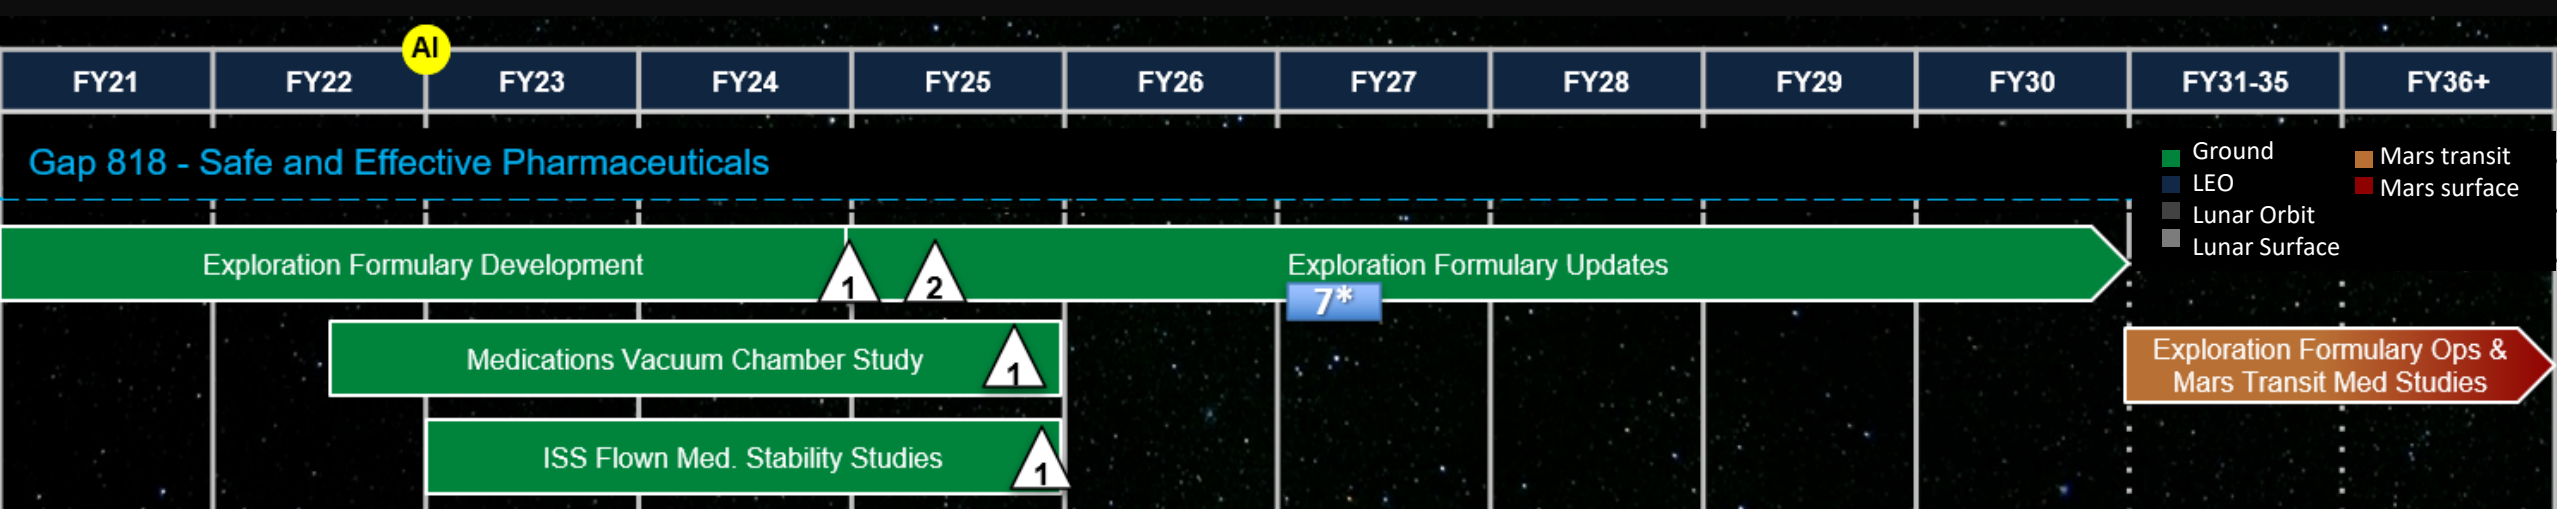 AI
FY21 FY22 FY23 FY24 FY25 FY26 FY27 FY28 FY29 FY30 FY31-35 FY36+
Gap 818 - Safe and Effective Pharmaceuticals
Ground
LEO
Lunar Orbit
Lunar Surface
Mars transit
Mars surface
Exploration Formulary Development
1
2
Exploration Formulary Updates
7*
Medications Vacuum Chamber Study
1
Exploration Formulary Ops &
Mars Transit Med Studies
ISS Flown Med. Stability Studies
1